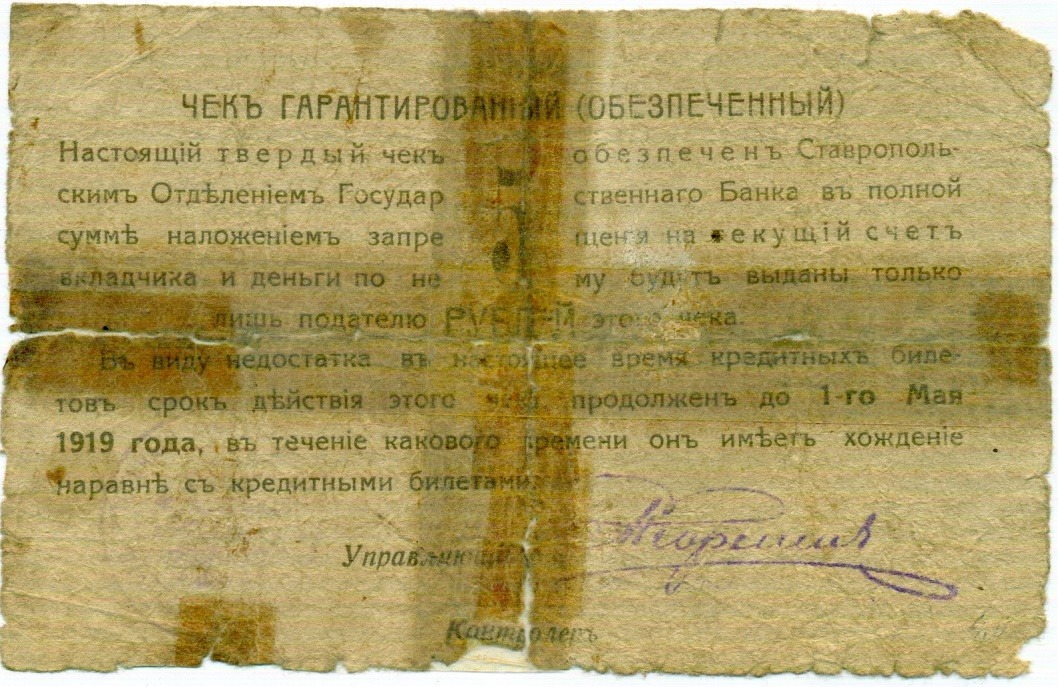 ЧЕКЪ ГАРАНТИРОВАННЫЙ (ОБЕЗПЕЧЕННЫЙ)
Настоящій твердый чекъ обезпеченъ Ставрополь-
скимъ Отдѣленіемъ Государ ственнаго Банка въ полной
суммѣ наложеніемъ запре щенія на текущій счетъ
вкладчика и деньги по не му будутъ выданы только
лишь подателю РУБЛЕЙ этого чека.
Въ виду недостатка въ настоящее время кредитныхъ биле-
товъ срокъ дѣйствія этого продолженъ до 1-го Мая
1919 года, въ теченіе какового времени онъ имѣетъ хожденіе
наравнѣ съ кредитными билетами.
Управляющій
Контролеръ